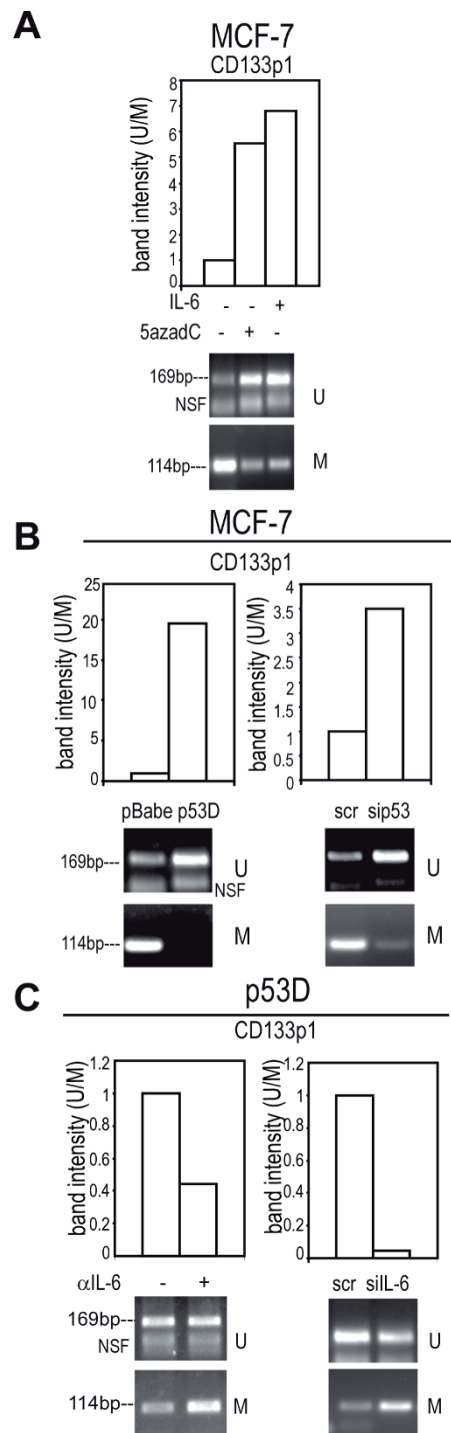 A
MCF-7
CD133p1
band intensity (U/M)
8
7
6
5
4
3
2
1
0
IL-6 - - +
5azadC - + -
169bp---
NSF
U
114bp---
M
B
MCF-7
CD133p1
band intensity (U/M)
25
20
15
10
5
0
band intensity (U/M)
4
3.5
3
2.5
2
1.5
1
0.5
0
pBabe p53D
scr sip53
169bp---
U
NSF
U
114bp---
M
M
C
p53D
CD133p1
band intensity (U/M)
1.2
1
0.8
0.6
0.4
0.2
0
band intensity (U/M)
1.2
1
0.8
0.6
0.4
0.2
0
αIL-6 - +
scr siIL-6
169bp---
NSF
U
U
114bp---
M
M